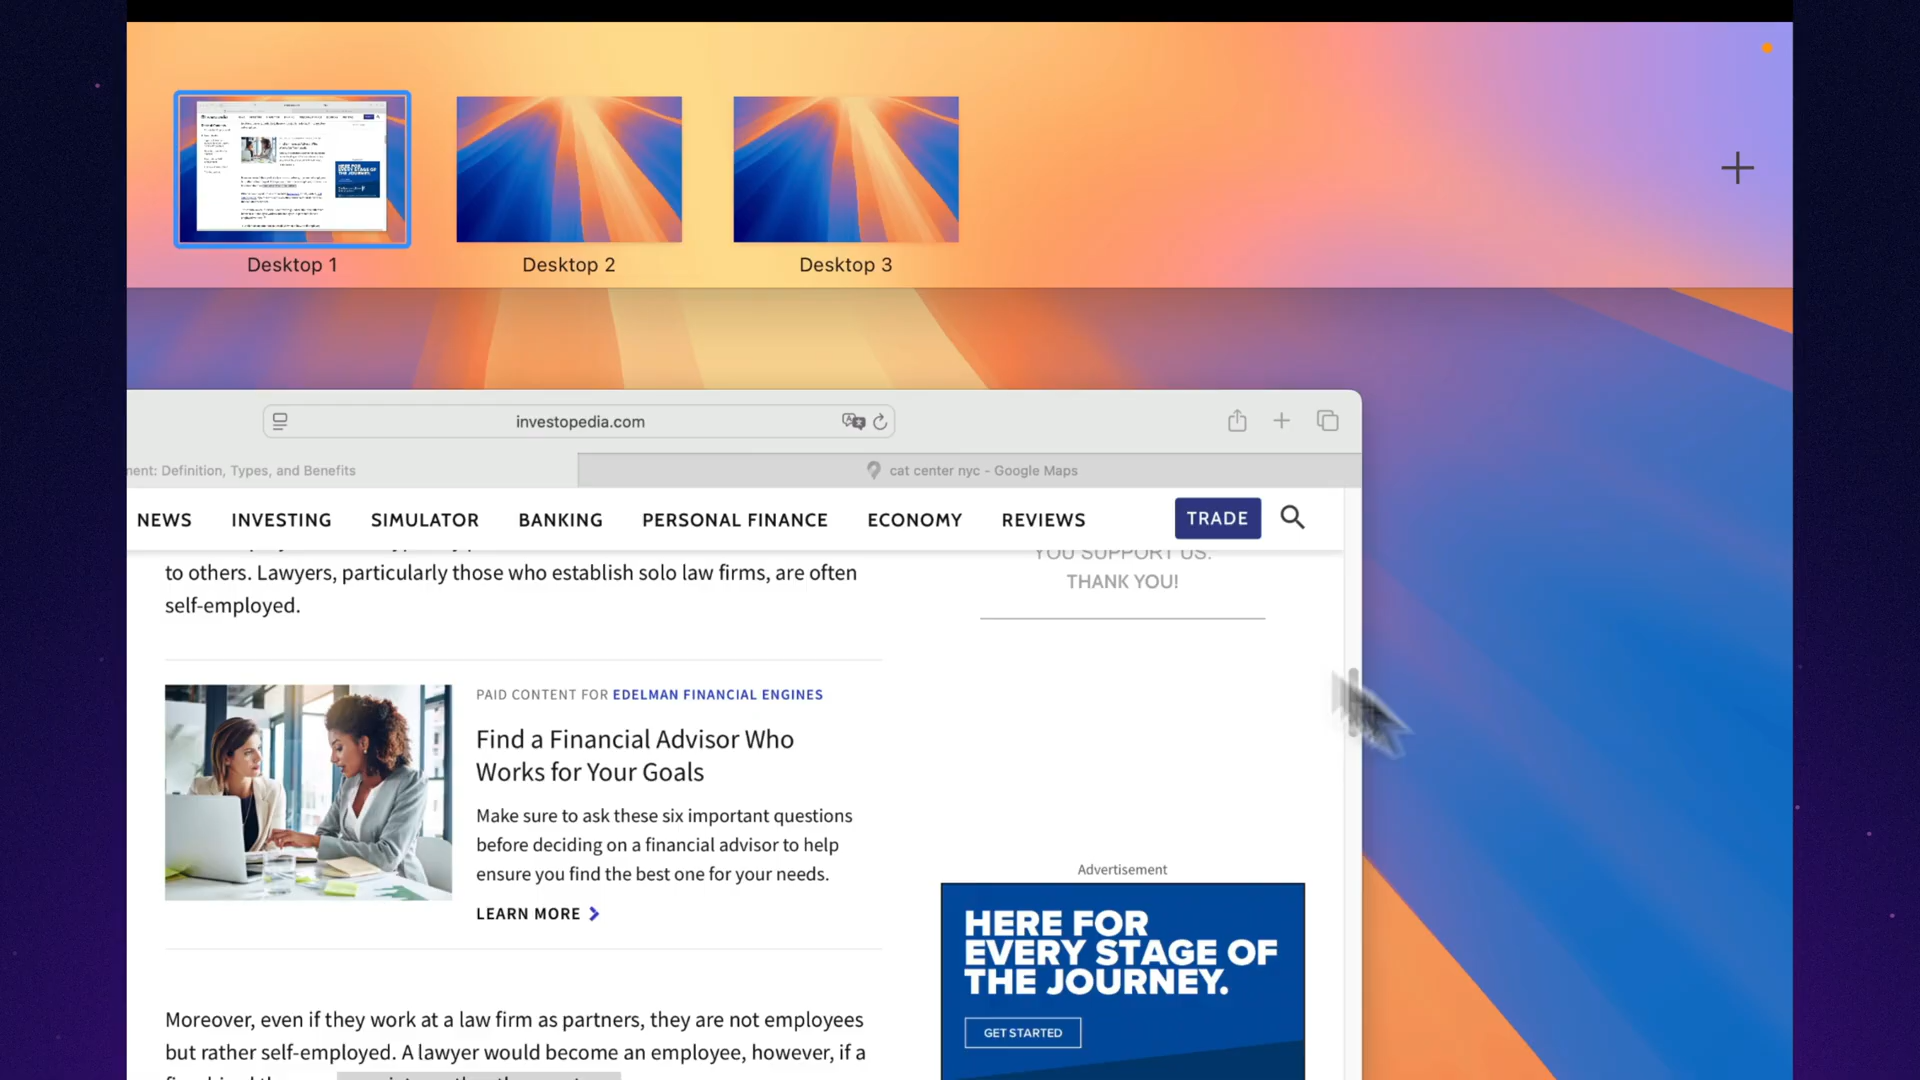 Desktop 1
Desktop 2
Desktop 3
investopedia.com
ment: Definition, Types, and Benefits
cat center nyc - Google Maps
NEWS
INVESTING
SIMULATOR
BANKING
PERSONAL FINANCE
ECONOMY
REVIEWS
TRADE
to others. Lawyers, particularly those who establish solo law firms, are often
self-employed.
YOU SUPPORT US.
THANK YOU!
PAID CONTENT FOR EDELMAN FINANCIAL ENGINES
Find a Financial Advisor Who
Works for Your Goals
Make sure to ask these six important questions
before deciding on a financial advisor to help
ensure you find the best one for your needs.
LEARN MORE
Advertisement
HERE FOR
EVERY STAGE OF
THE JOURNEY.
GET STARTED
Moreover, even if they work at a law firm as partners, they are not employees
but rather self-employed. A lawyer would become an employee, however, if a